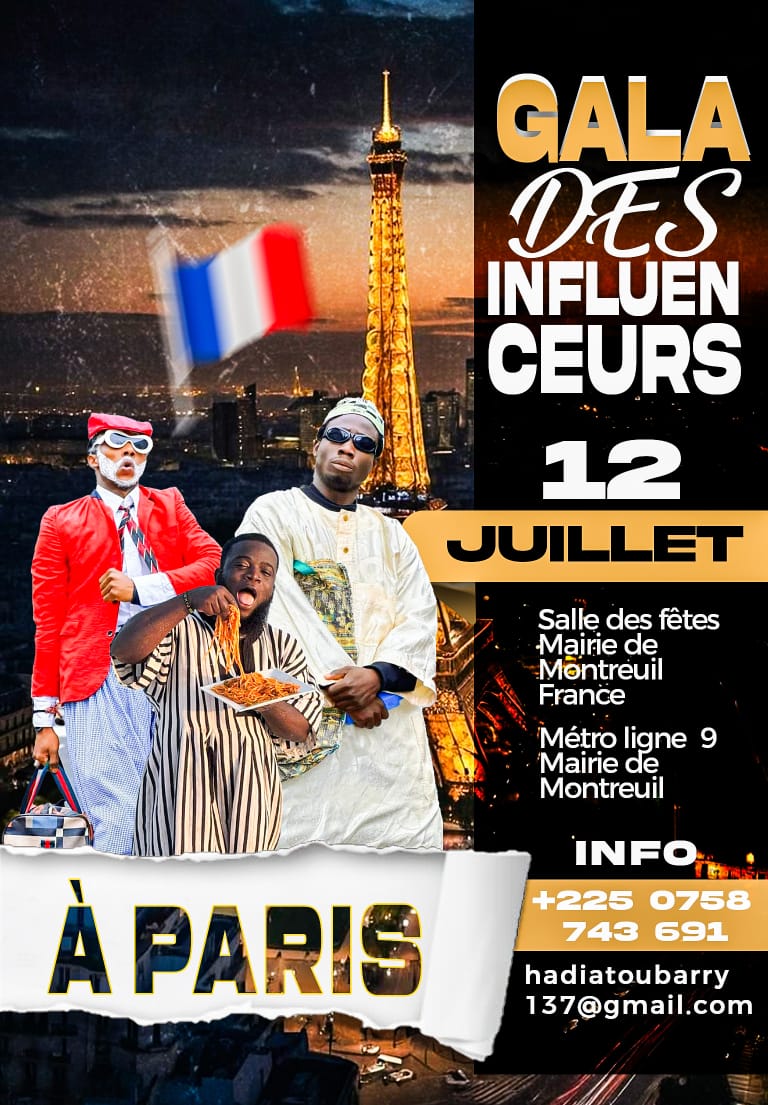 GALA
DES
INFLUEN
CEURS
12
JUILLET
Salle des fêtes
Mairie de
Montreuil
France
Métro ligne 9
Mairie de
Montreuil
INFO
+225 0758
743 691
hadiatoubarry
137@gmail.com
À PARIS